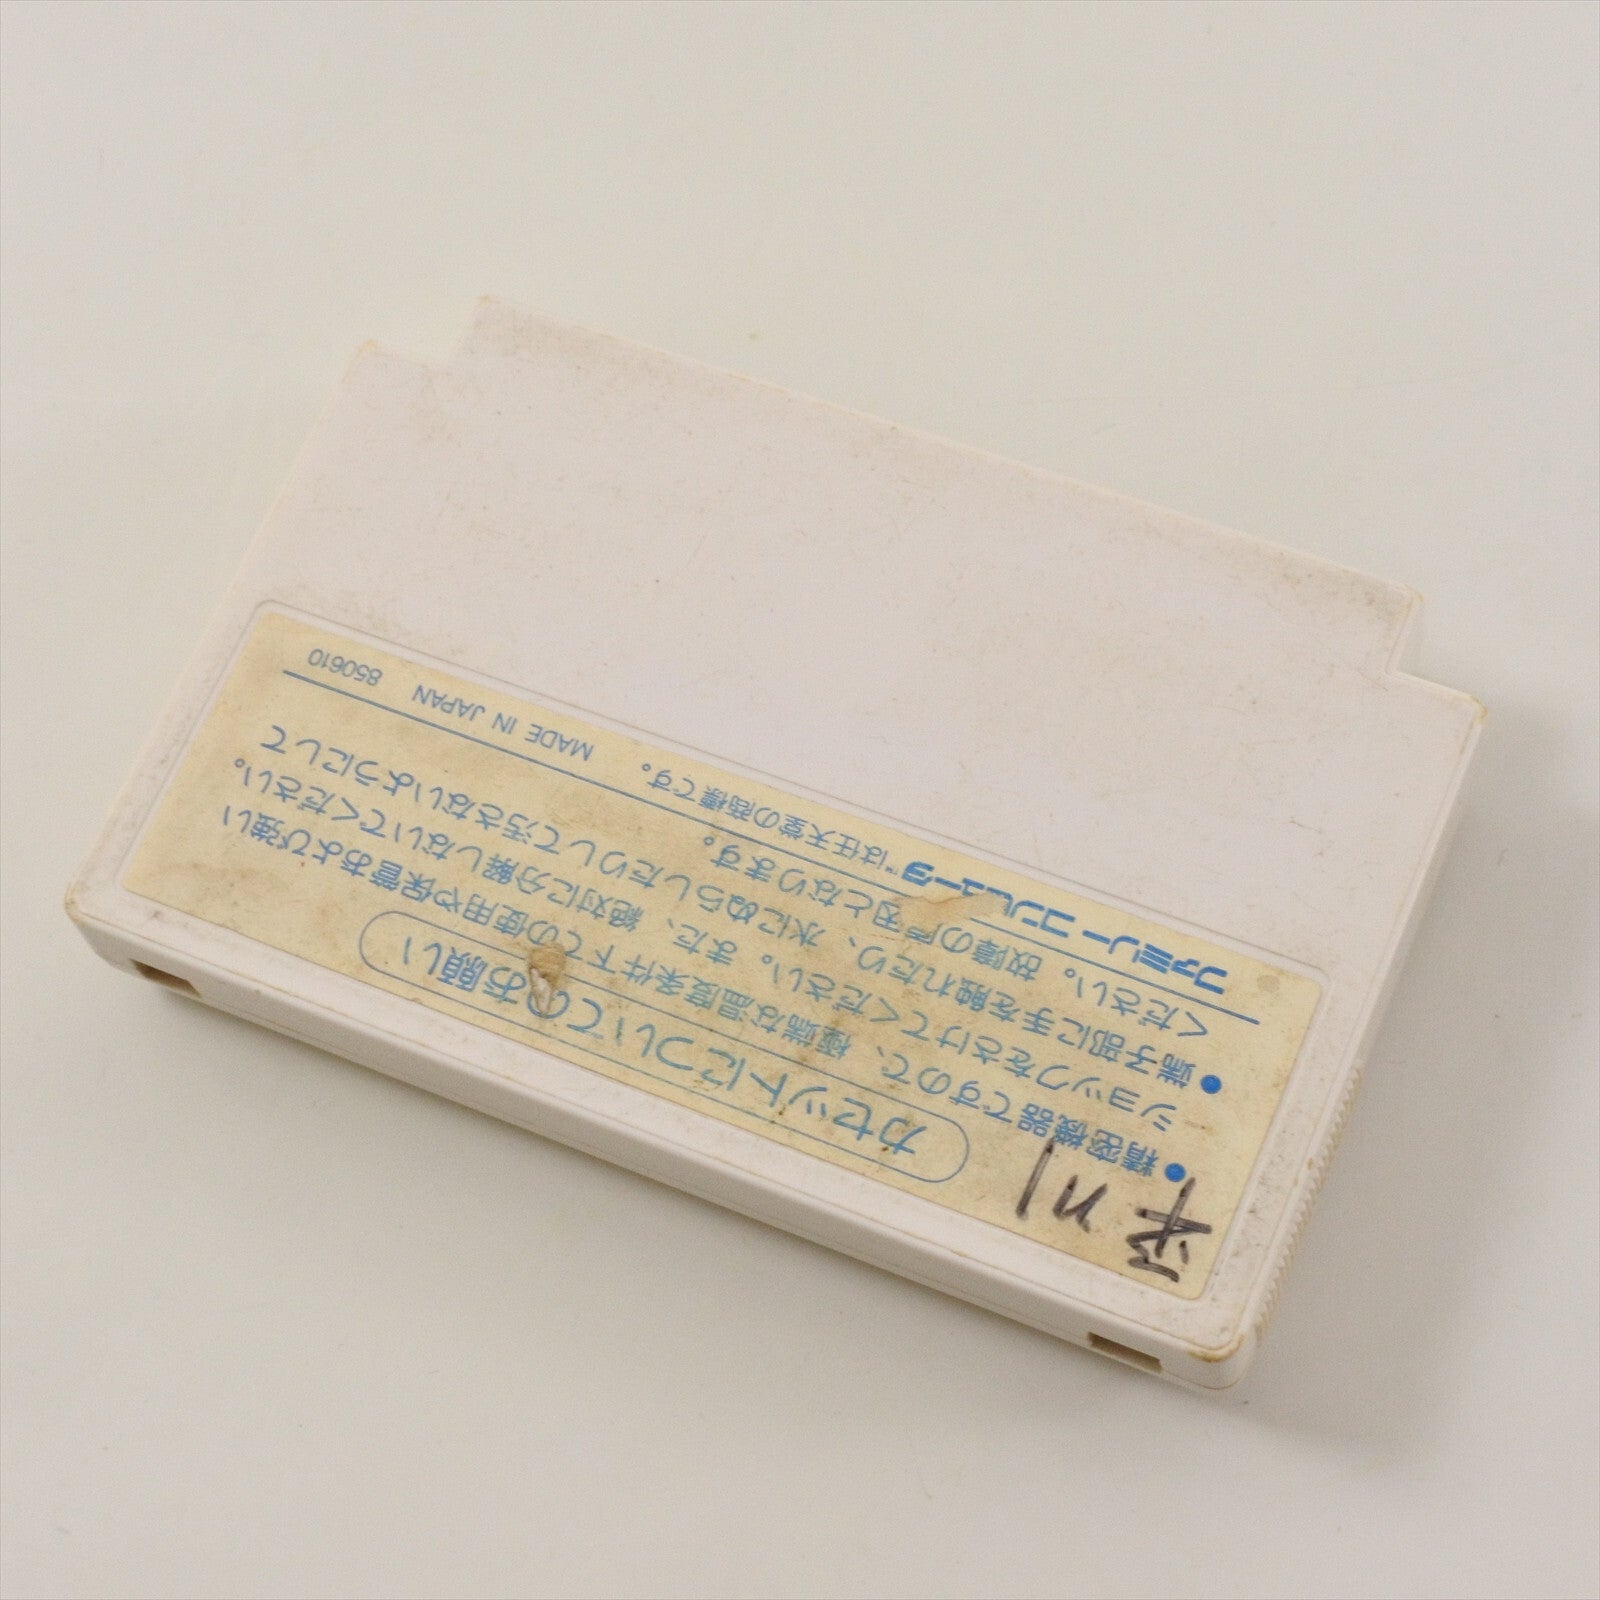 カセットについてのお願い
●精密機器ですので、極端な温度条件下での使用や保管および強い
ショックをさけてください。また、絶対に分解しないでください。
●端子部に手を触れたり、水にぬらしたりして汚さないようにして
ください。故障の原因となります。
ファミリーコンピュータ™は任天堂の商標です。
MADE IN JAPAN 850610